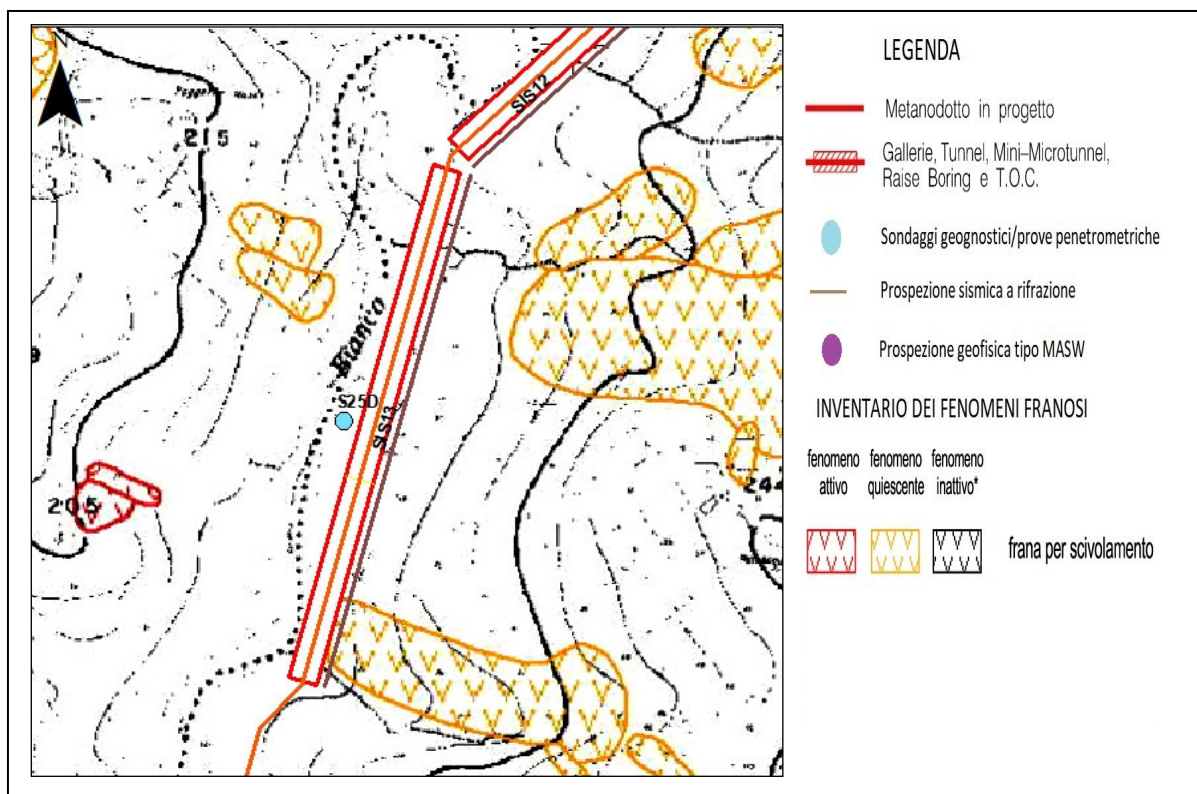 N
215
SIS12
Bianco
S25D
SIS13
205
244
LEGENDA
Metanodotto in progetto
Gallerie, Tunnel, Mini–Microtunnel,
Raise Boring e T.O.C.
Sondaggi geognostici/prove penetrometriche
Prospezione sismica a rifrazione
Prospezione geofisica tipo MASW
INVENTARIO DEI FENOMENI FRANOSI
fenomeno fenomeno fenomeno
attivo quiescente inattivo*
frana per scivolamento